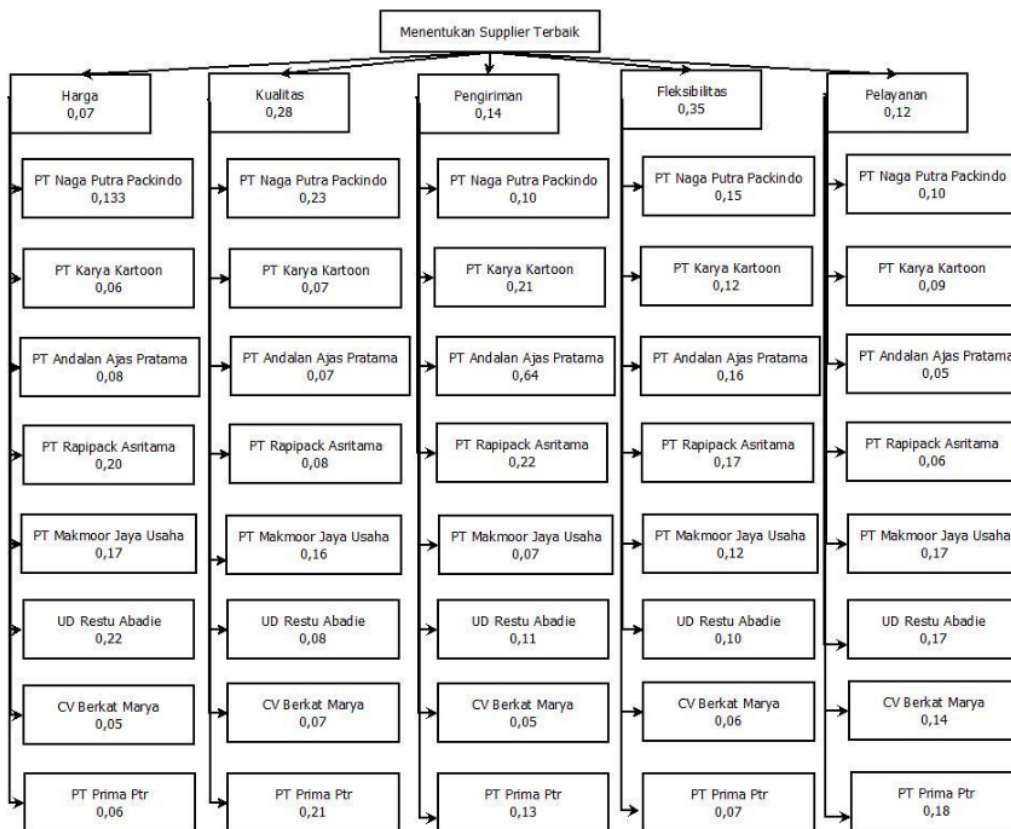 Menentukan Supplier Terbaik
Harga
0,07
Kualitas
0,28
Pengiriman
0,14
Fleksibilitas
0,35
Pelayanan
0,12
PT Naga Putra Packindo
0,133
PT Naga Putra Packindo
0,23
PT Naga Putra Packindo
0,10
PT Naga Putra Packindo
0,15
PT Naga Putra Packindo
0,10
PT Karya Kartoon
0,06
PT Karya Kartoon
0,07
PT Karya Kartoon
0,21
PT Karya Kartoon
0,12
PT Karya Kartoon
0,09
PT Andalan Ajas Pratama
0,08
PT Andalan Ajas Pratama
0,07
PT Andalan Ajas Pratama
0,64
PT Andalan Ajas Pratama
0,16
PT Andalan Ajas Pratama
0,05
PT Rapipack Asritama
0,20
PT Rapipack Asritama
0,08
PT Rapipack Asritama
0,22
PT Rapipack Asritama
0,17
PT Rapipack Asritama
0,06
PT Makmoor Jaya Usaha
0,17
PT Makmoor Jaya Usaha
0,16
PT Makmoor Jaya Usaha
0,07
PT Makmoor Jaya Usaha
0,12
PT Makmoor Jaya Usaha
0,17
UD Restu Abadie
0,22
UD Restu Abadie
0,08
UD Restu Abadie
0,11
UD Restu Abadie
0,10
UD Restu Abadie
0,17
CV Berkat Marya
0,05
CV Berkat Marya
0,07
CV Berkat Marya
0,05
CV Berkat Marya
0,06
CV Berkat Marya
0,14
PT Prima Ptr
0,06
PT Prima Ptr
0,21
PT Prima Ptr
0,13
PT Prima Ptr
0,07
PT Prima Ptr
0,18